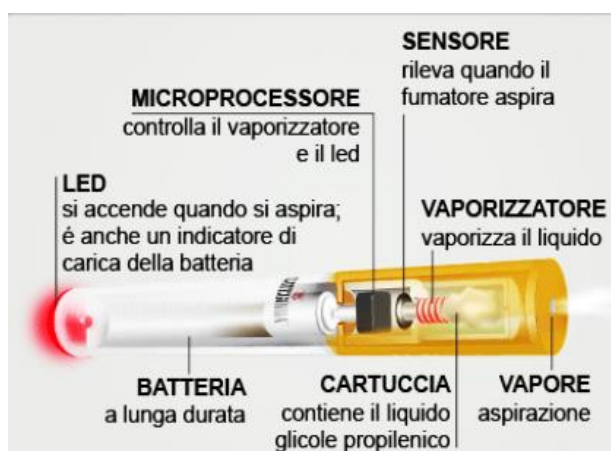 SENSORE
rileva quando il
fumatore aspira
MICROPROCESSORE
controlla il vaporizzatore
e il led
LED
si accende quando si aspira;
é anche un indicatore di
carica della batteria
VAPORIZZATORE
vaporizza il liquido
BATTERIA
a lunga durata
CARTUCCIA
contiene il liquido
glicole propilenico
VAPORE
aspirazione